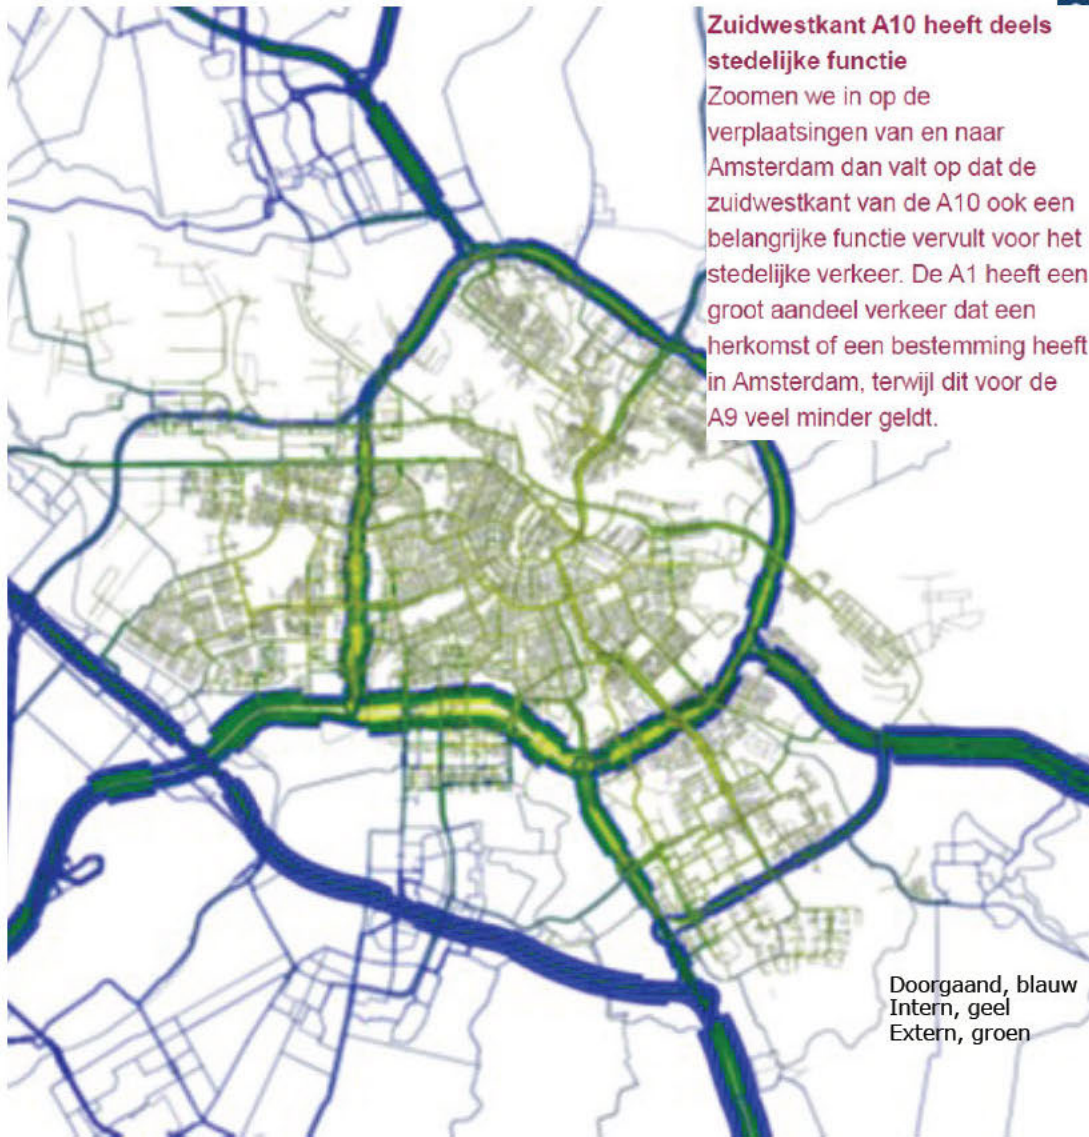 Zuidwestkant A10 heeft deels
stedelijke functie
Zoomen we in op de
verplaatsingen van en naar
Amsterdam dan valt op dat de
zuidwestkant van de A10 ook een
belangrijke functie vervult voor het
stedelijke verkeer. De A1 heeft een
groot aandeel verkeer dat een
herkomst of een bestemming heeft
in Amsterdam, terwijl dit voor de
A9 veel minder geldt.
Doorgaand, blauw
Intern, geel
Extern, groen